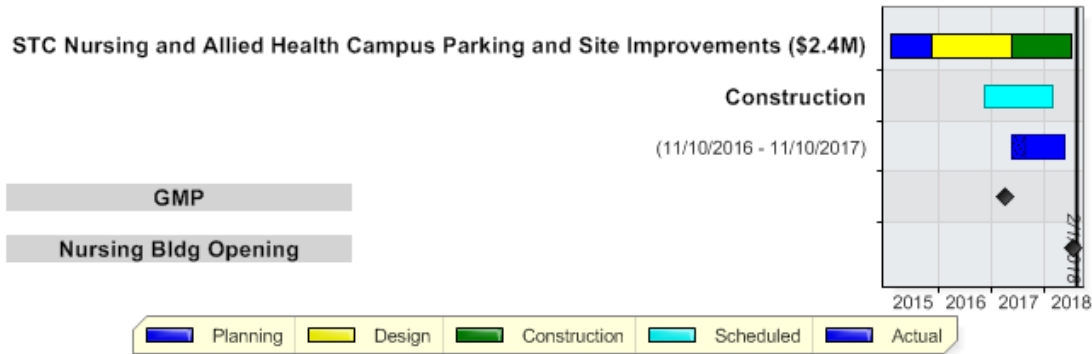 STC Nursing and Allied Health Campus Parking and Site Improvements ($2.4M)
Construction
(11/10/2016 - 11/10/2017)
GMP
Nursing Bldg Opening
2015 2016 2017 2018
Planning Design Construction Scheduled Actual